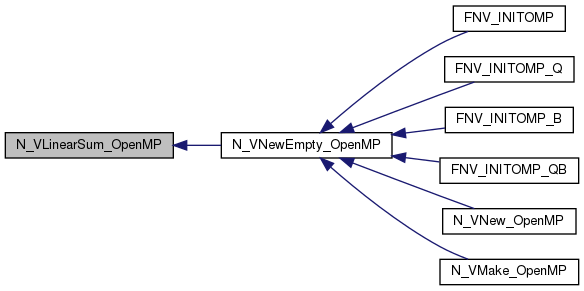 N_VLinearSum_OpenMP
N_VNewEmpty_OpenMP
FNV_INITOMP
FNV_INITOMP_Q
FNV_INITOMP_B
FNV_INITOMP_QB
N_VNew_OpenMP
N_VMake_OpenMP